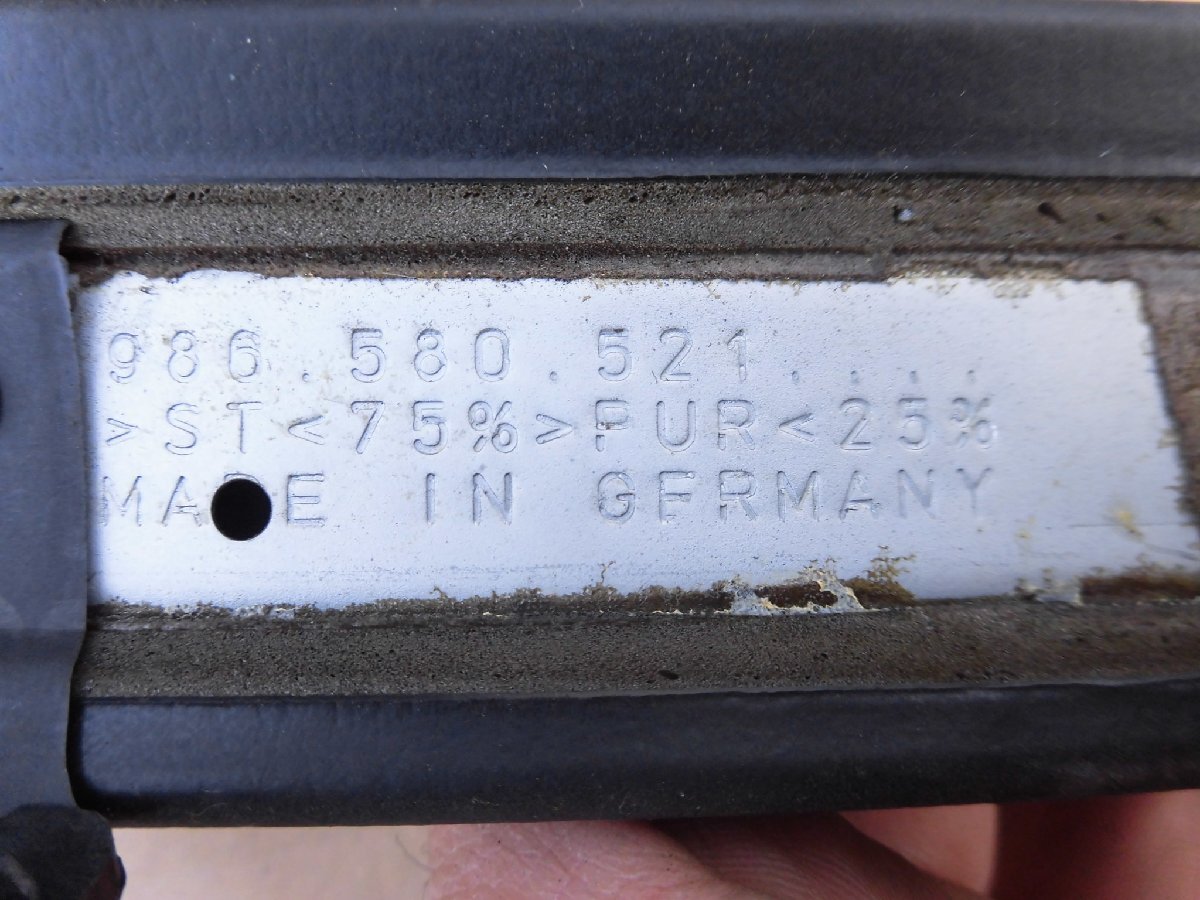 986.580.521....
>ST<75%>PUR<25%
MADE IN GERMANY